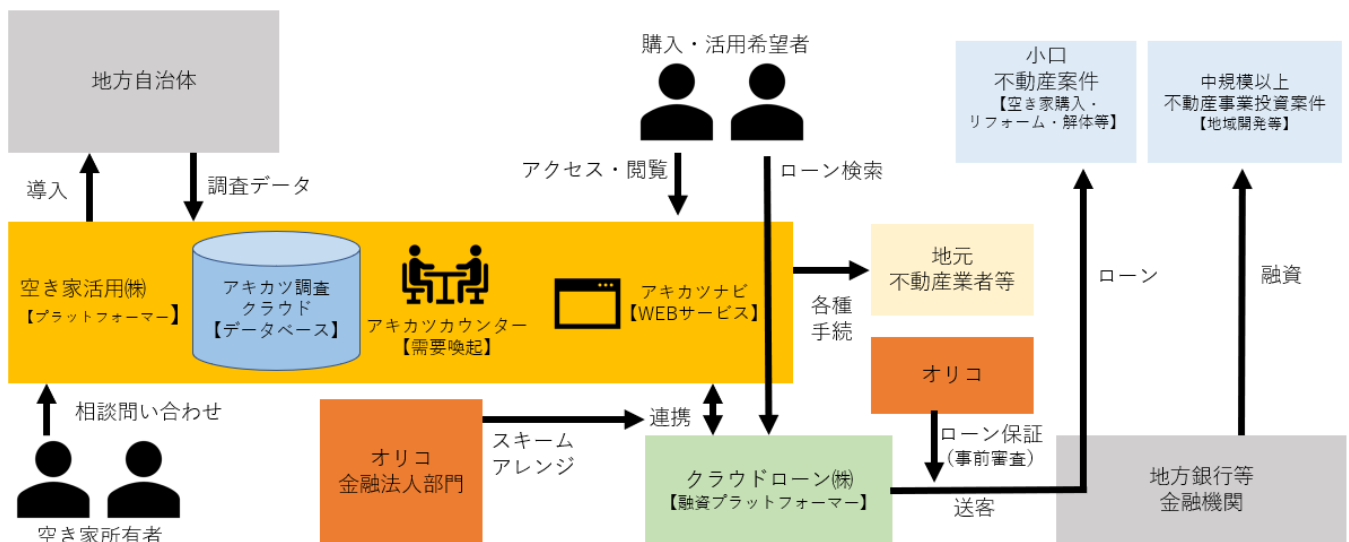 地方自治体
購入・活用希望者
小口
不動産案件
【空き家購入・
リフォーム・解体等】
中規模以上
不動産事業投資案件
【地域開発等】
導入
調査データ
アクセス・閲覧
ローン検索
空き家活用㈱
【プラットフォーマー】
アキカツ調査
クラウド
【データベース】
アキカツカウンター
【需要喚起】
アキカツナビ
【WEBサービス】
各種
手続
地元
不動産業者等
ローン
融資
相談問い合わせ
空き家所有者
オリコ
金融法人部門
スキーム
アレンジ
連携
オリコ
ローン保証
（事前審査）
クラウドローン㈱
【融資プラットフォーマー】
送客
地方銀行等
金融機関